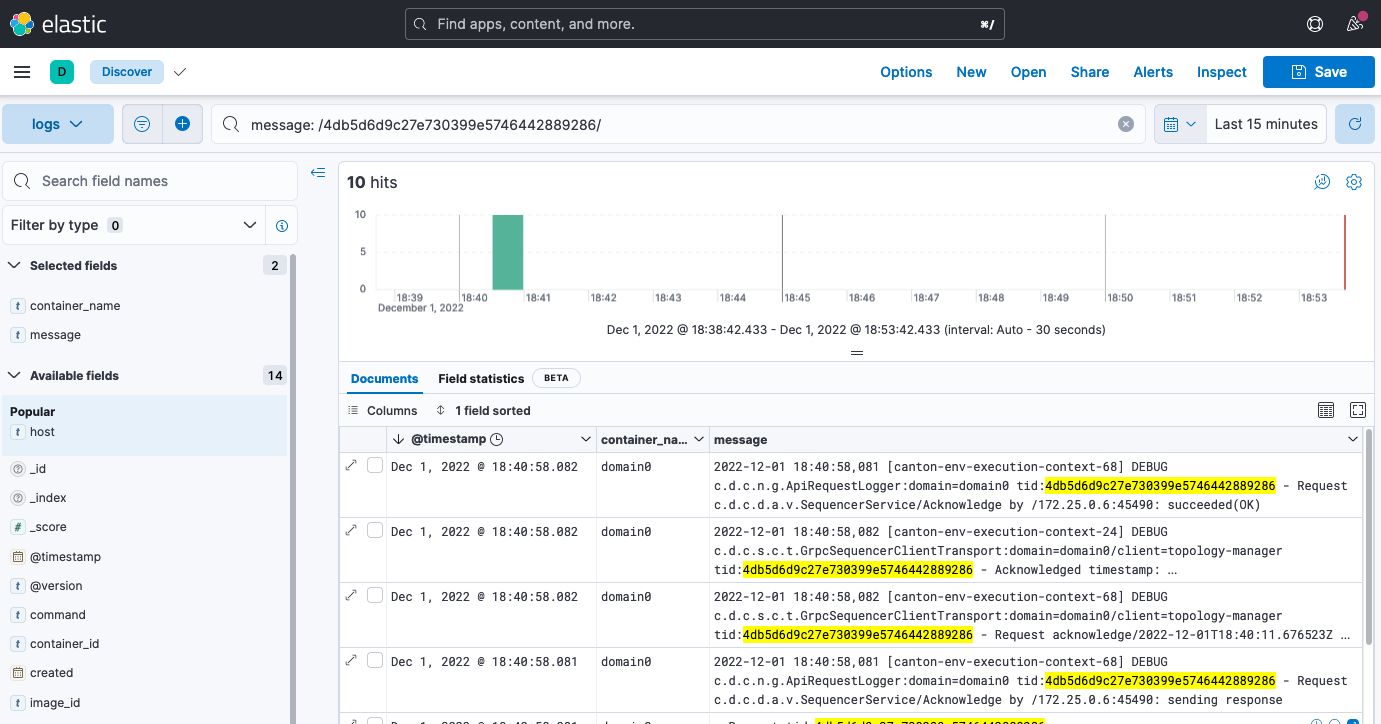 elastic
Find apps, content, and more.
⌘/
D
Discover
Options
New
Open
Share
Alerts
Inspect
Save
logs
message: /4db5d6d9c27e730399e5746442889286/
Last 15 minutes
Search field names
Filter by type 0
Selected fields 2
t container_name
t message
Available fields 14
Popular
t host
_id
_index
# _score
@timestamp
t @version
t command
t container_id
created
t image_id
10 hits
10
5
0
18:39 18:40 18:41 18:42 18:43 18:44 18:45 18:46 18:47 18:48 18:49 18:50 18:51 18:52 18:53
December 1, 2022
Dec 1, 2022 @ 18:38:42.433 - Dec 1, 2022 @ 18:53:42.433 (interval: Auto - 30 seconds)
Documents
Field statistics BETA
Columns
1 field sorted
@timestamp
container_na...
message
Dec 1, 2022 @ 18:40:58.082
domain0
2022-12-01 18:40:58,081 [canton-env-execution-context-68] DEBUG
c.d.c.n.g.ApiRequestLogger:domain=domain0 tid:4db5d6d9c27e730399e5746442889286 - Request
c.d.c.d.a.v.SequencerService/Acknowledge by /172.25.0.6:45490: succeeded(OK)
Dec 1, 2022 @ 18:40:58.082
domain0
2022-12-01 18:40:58,082 [canton-env-execution-context-24] DEBUG
c.d.c.s.c.t.GrpcSequencerClientTransport:domain=domain0/client=topology-manager
tid:4db5d6d9c27e730399e5746442889286 - Acknowledged timestamp: …
Dec 1, 2022 @ 18:40:58.082
domain0
2022-12-01 18:40:58,082 [canton-env-execution-context-68] DEBUG
c.d.c.s.c.t.GrpcSequencerClientTransport:domain=domain0/client=topology-manager
tid:4db5d6d9c27e730399e5746442889286 - Request acknowledge/2022-12-01T18:40:11.676523Z …
Dec 1, 2022 @ 18:40:58.081
domain0
2022-12-01 18:40:58,081 [canton-env-execution-context-68] DEBUG
c.d.c.n.g.ApiRequestLogger:domain=domain0 tid:4db5d6d9c27e730399e5746442889286 - Request
c.d.c.d.a.v.SequencerService/Acknowledge by /172.25.0.6:45490: sending response